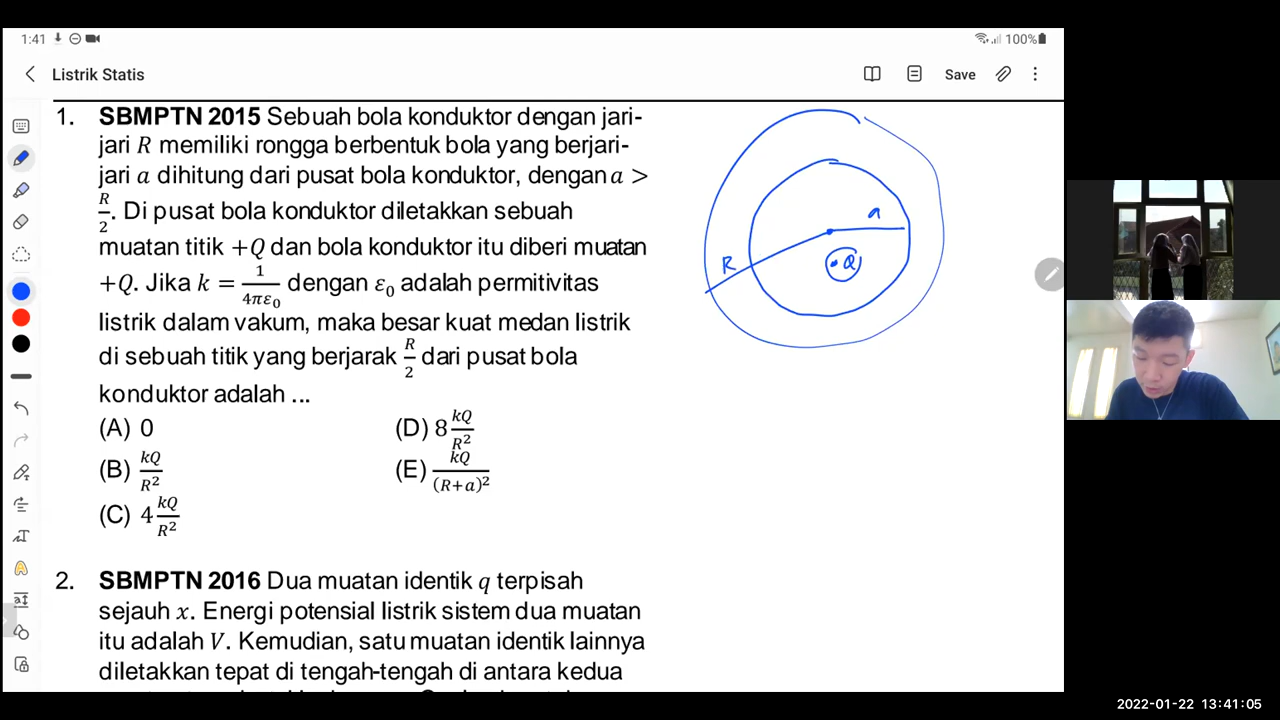 1:41
100%
Listrik Statis
Save
1. SBMPTN 2015 Sebuah bola konduktor dengan jari-
jari R memiliki rongga berbentuk bola yang berjari-
jari a dihitung dari pusat bola konduktor, dengan a >
R/2. Di pusat bola konduktor diletakkan sebuah
muatan titik +Q dan bola konduktor itu diberi muatan
+Q. Jika k = 1/4πε₀ dengan ε₀ adalah permitivitas
listrik dalam vakum, maka besar kuat medan listrik
di sebuah titik yang berjarak R/2 dari pusat bola
konduktor adalah ...
(A) 0
(B) kQ/R²
(C) 4 kQ/R²
(D) 8 kQ/R²
(E) kQ/(R+a)²
a
R
Q
2. SBMPTN 2016 Dua muatan identik q terpisah
sejauh x. Energi potensial listrik sistem dua muatan
itu adalah V. Kemudian, satu muatan identik lainnya
diletakkan tepat di tengah-tengah di antara kedua
2022-01-22 13:41:05